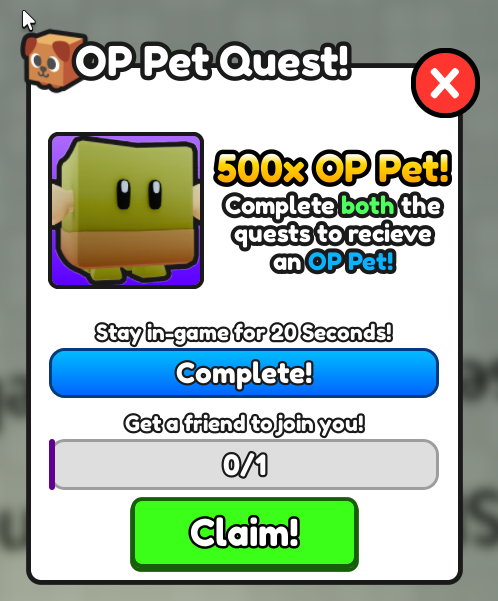 OP Pet Quest!
500x OP Pet!
Complete both the
quests to recieve
an OP Pet!
Stay in-game for 20 Seconds!
Complete!
Get a friend to join you!
0/1
Claim!